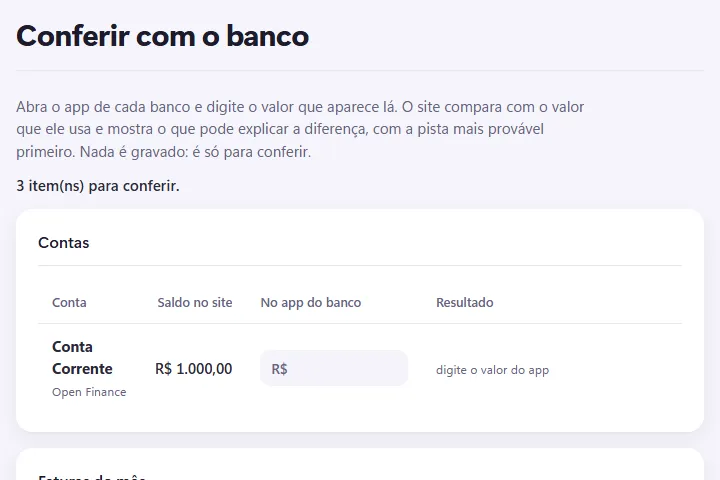 Conferir com o banco
Abra o app de cada banco e digite o valor que aparece lá. O site compara com o valor
que ele usa e mostra o que pode explicar a diferença, com a pista mais provável
primeiro. Nada é gravado: é só para conferir.
3 item(ns) para conferir.
Contas
Conta Saldo no site No app do banco Resultado
Conta
Corrente
Open Finance
R$ 1.000,00 R$ digite o valor do app
Faturas do mês